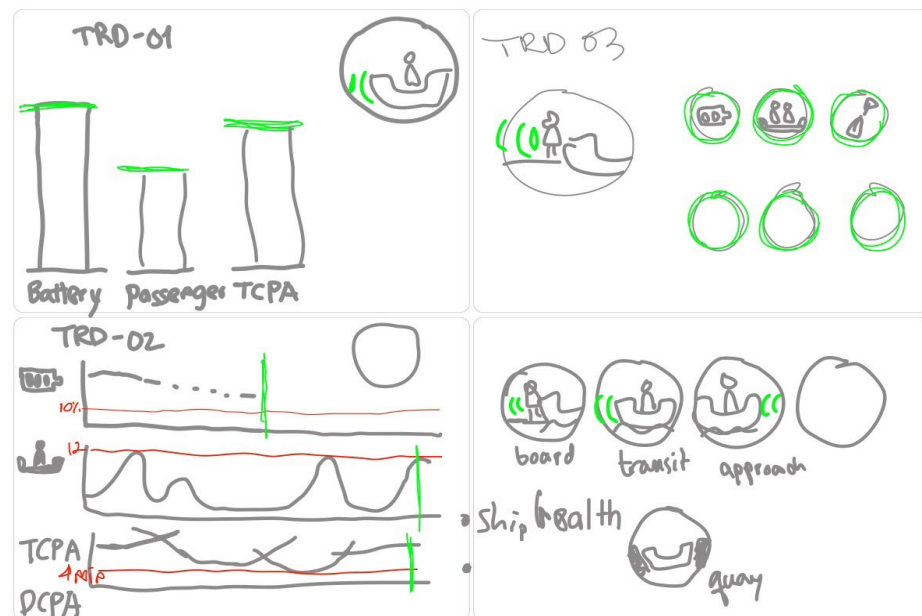 TRD-01
Battery
passenger
TCPA
TRD 03
TRD-02
10%
12
TCPA
DCPA
board
transit
approach
ship health
quay